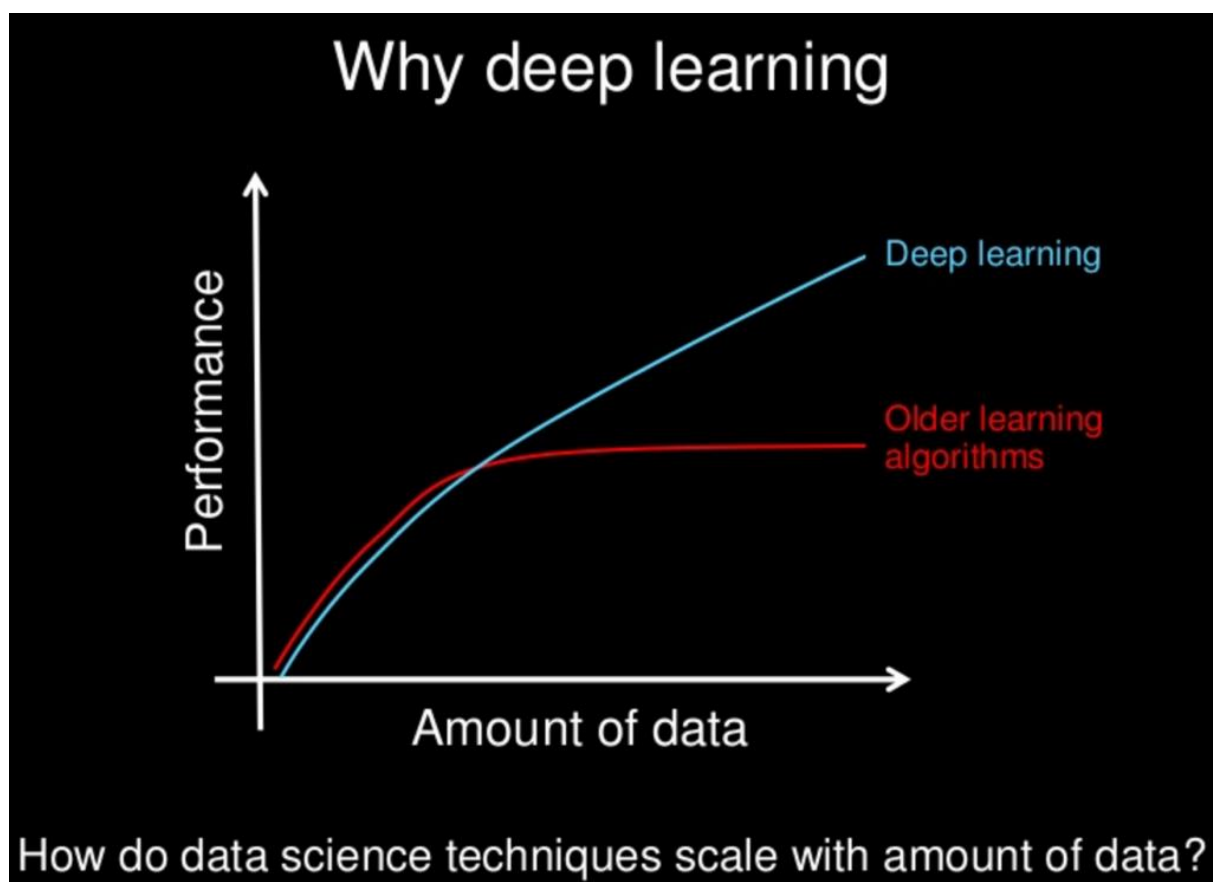 Why deep learning
Performance
Deep learning
Older learning
algorithms
Amount of data
How do data science techniques scale with amount of data?